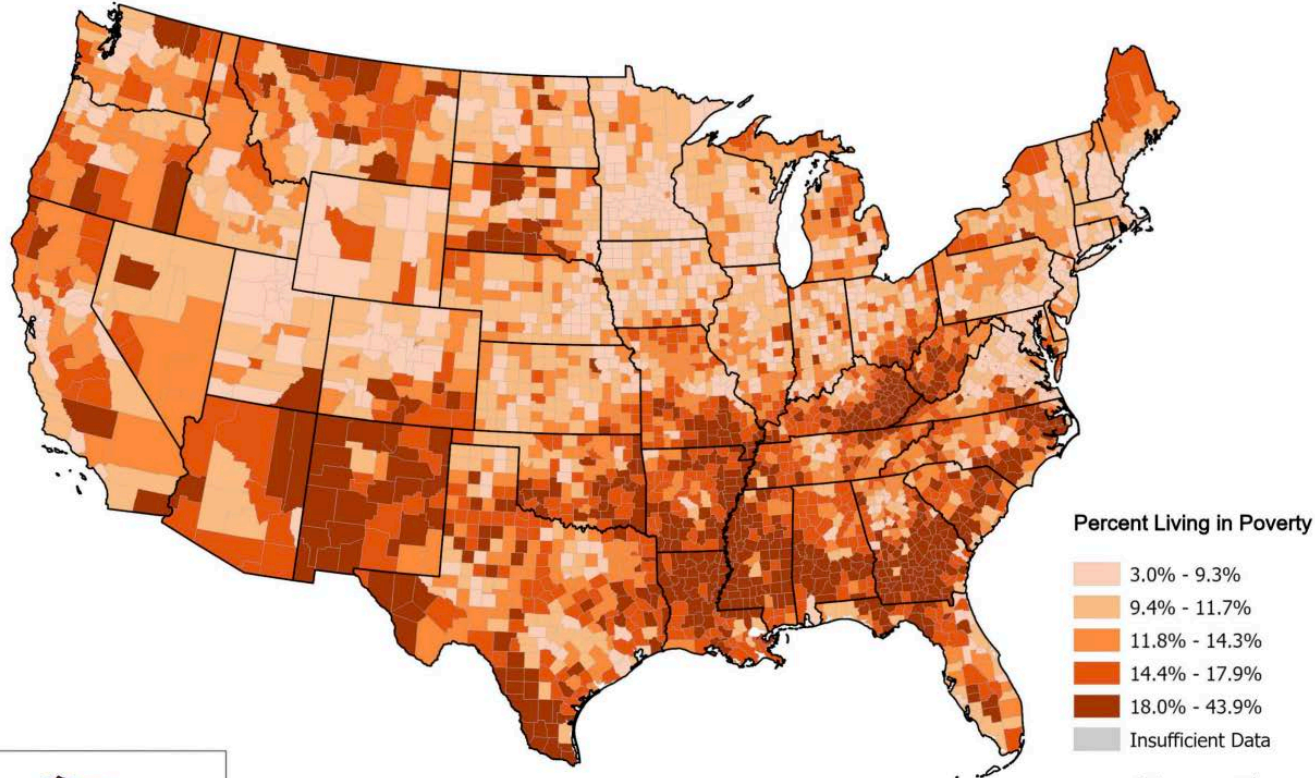 Percent Living in Poverty
3.0% - 9.3%
9.4% - 11.7%
11.8% - 14.3%
14.4% - 17.9%
18.0% - 43.9%
Insufficient Data